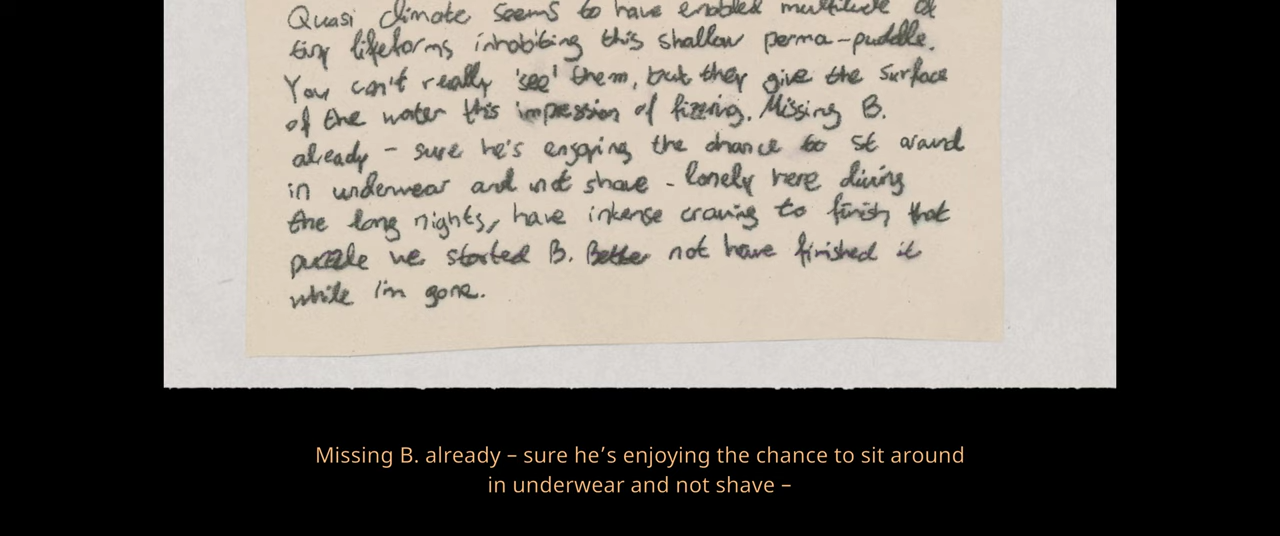 Quasi climate seems to have enabled multitude of
tiny lifeforms inhabiting this shallow perma-puddle.
You can't really 'see' them, but they give the surface
of the water this impression of fizzing. Missing B.
already – sure he's enjoying the chance to sit around
in underwear and not shave – lonely here during
the long nights, have intense craving to finish that
puzzle we started B. Better not have finished it
while I'm gone.
Missing B. already – sure he's enjoying the chance to sit around
in underwear and not shave –